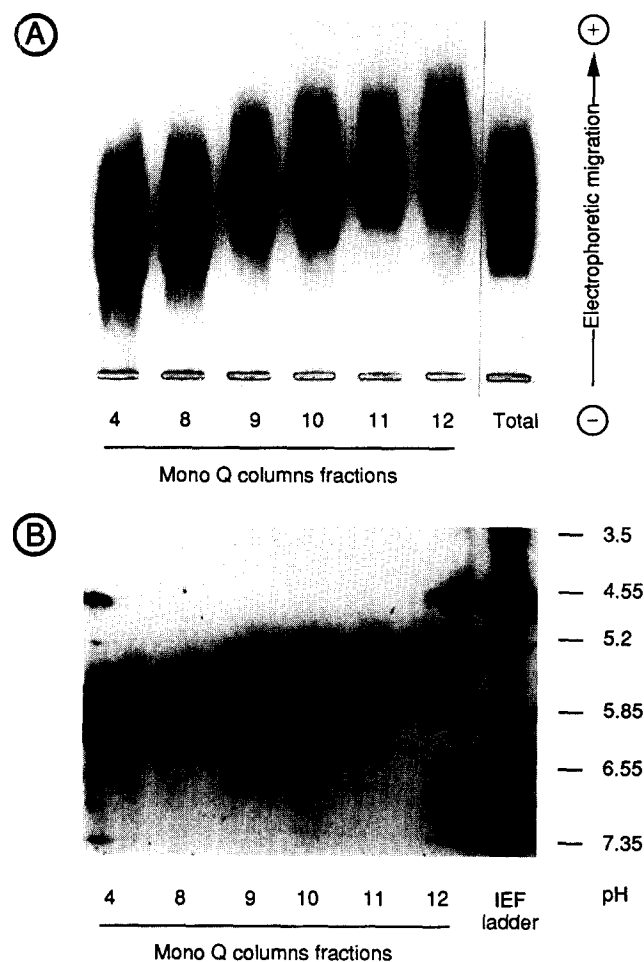 A
+
Electrophoretic migration
−
4 8 9 10 11 12 Total
Mono Q columns fractions
B
3.5
4.55
5.2
5.85
6.55
7.35
4 8 9 10 11 12 IEF ladder pH
Mono Q columns fractions